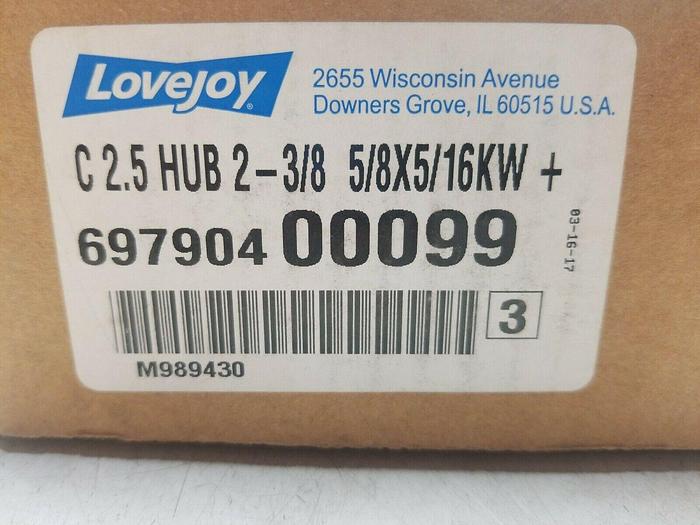 Lovejoy
2655 Wisconsin Avenue
Downers Grove, IL 60515 U.S.A.
C 2.5 HUB 2-3/8 5/8X5/16KW +
697904 00099
03-16-17
3
M989430